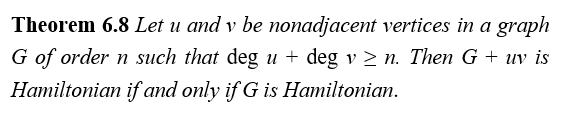 Theorem 6.8 Let u and v be nonadjacent vertices in a graph
G of order n such that deg u + deg v ≥ n. Then G + uv is
Hamiltonian if and only if G is Hamiltonian.